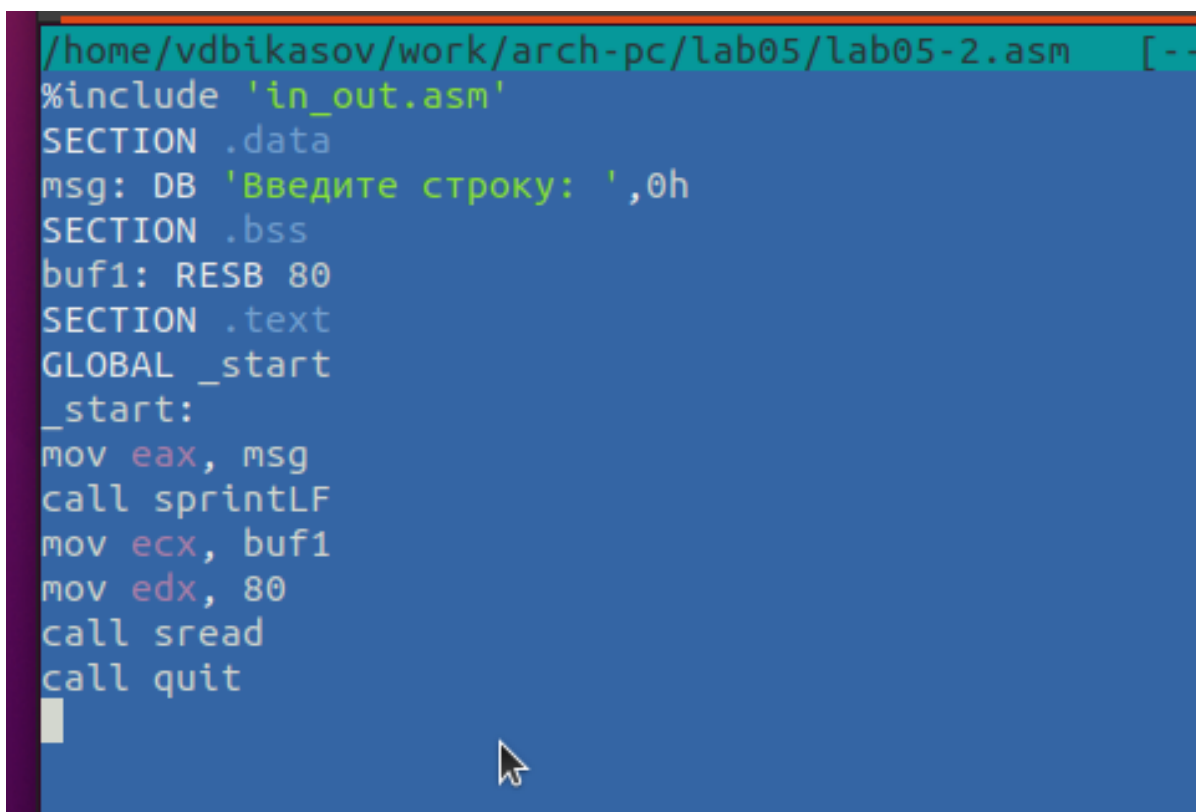 /home/vdbikasov/work/arch-pc/lab05/lab05-2.asm [--
%include 'in_out.asm'
SECTION .data
msg: DB 'Введите строку: ',0h
SECTION .bss
buf1: RESB 80
SECTION .text
GLOBAL _start
_start:
mov eax, msg
call sprintLF
mov ecx, buf1
mov edx, 80
call sread
call quit